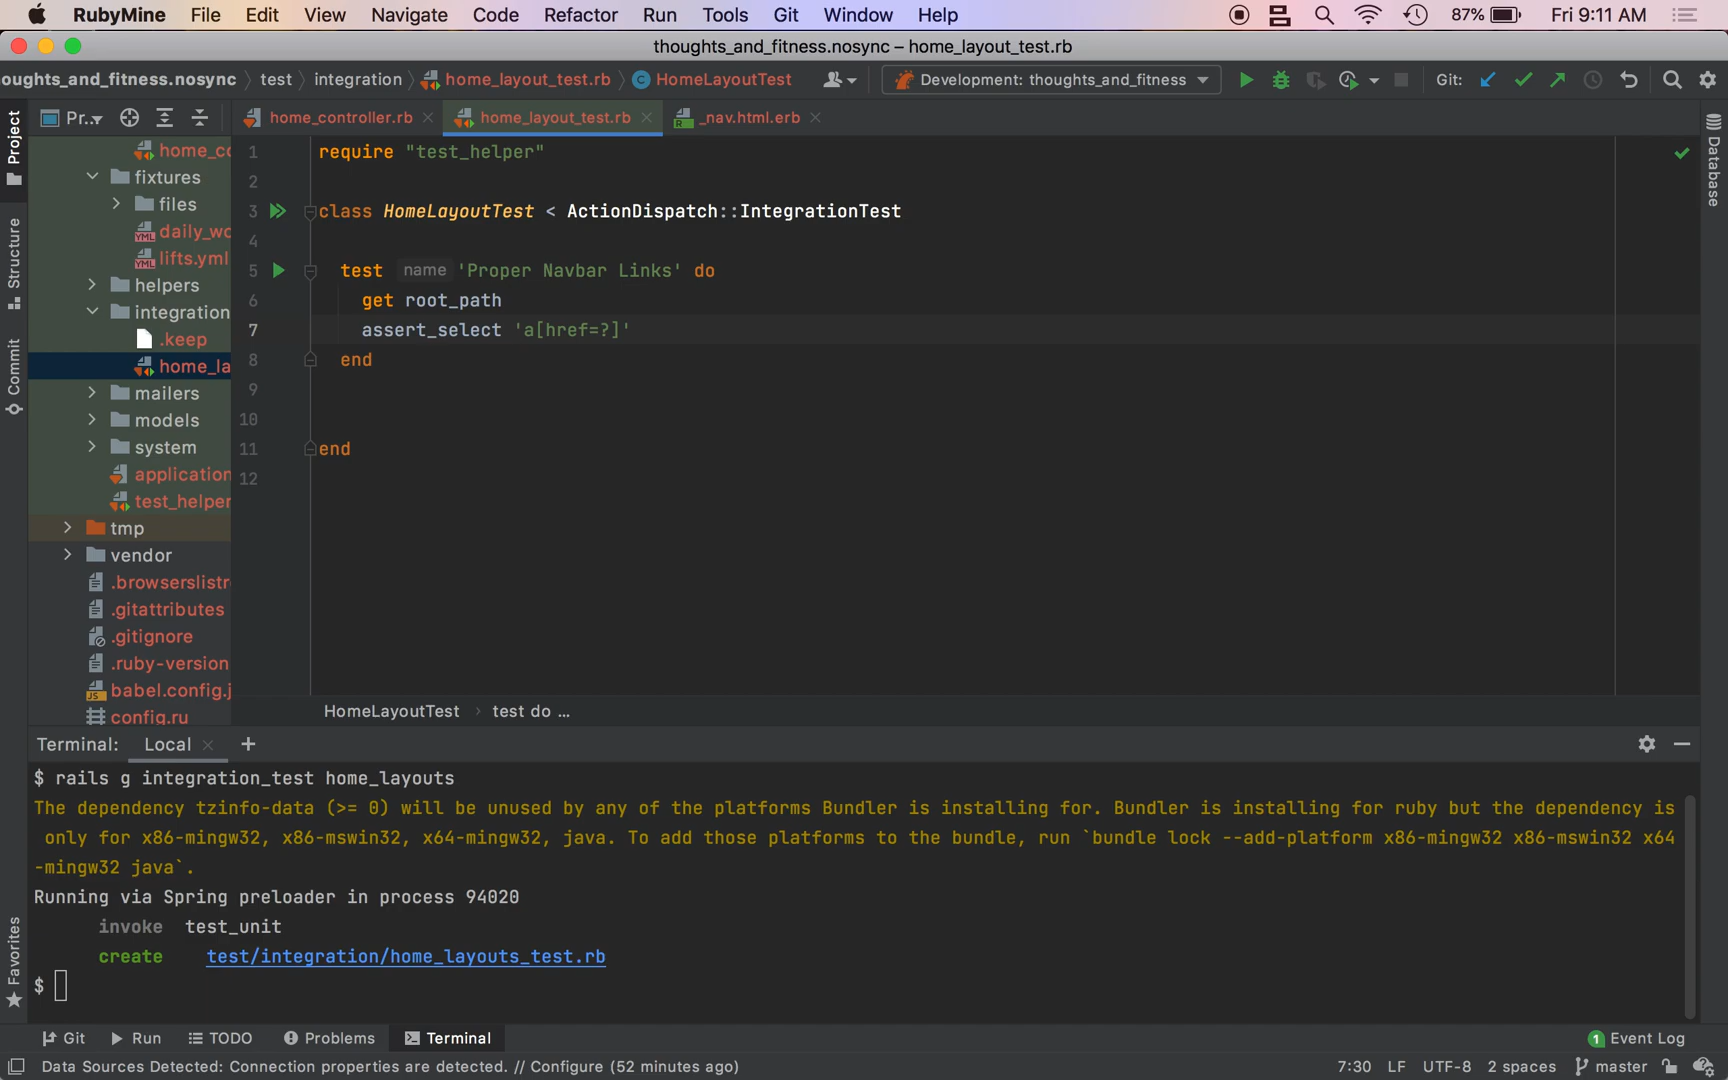 RubyMine File Edit View Navigate Code Refactor Run Tools Git Window Help 87% Fri 9:11 AM
thoughts_and_fitness.nosync – home_layout_test.rb
oughts_and_fitness.nosync test integration home_layout_test.rb HomeLayoutTest Development: thoughts_and_fitness Git:
Project
Structure
Commit
Favorites
Pr...
home_controller.rb home_layout_test.rb _nav.html.erb
Database
home_co
fixtures
files
YML daily_wo
YML lifts.yml
helpers
integration
.keep
home_la
mailers
models
system
application
test_helper
tmp
vendor
.browserslistr
.gitattributes
.gitignore
.ruby-version
JS babel.config.j
config.ru
1 require "test_helper"
2
3 class HomeLayoutTest < ActionDispatch::IntegrationTest
4
5 test name 'Proper Navbar Links' do
6 get root_path
7 assert_select 'a[href=?]'
8 end
9
10
11 end
12
HomeLayoutTest test do ...
Terminal: Local
$ rails g integration_test home_layouts
The dependency tzinfo-data (>= 0) will be unused by any of the platforms Bundler is installing for. Bundler is installing for ruby but the dependency is
only for x86-mingw32, x86-mswin32, x64-mingw32, java. To add those platforms to the bundle, run `bundle lock --add-platform x86-mingw32 x86-mswin32 x64
-mingw32 java`.
Running via Spring preloader in process 94020
invoke test_unit
create test/integration/home_layouts_test.rb
$
Git Run TODO Problems Terminal 1 Event Log
Data Sources Detected: Connection properties are detected. // Configure (52 minutes ago) 7:30 LF UTF-8 2 spaces master